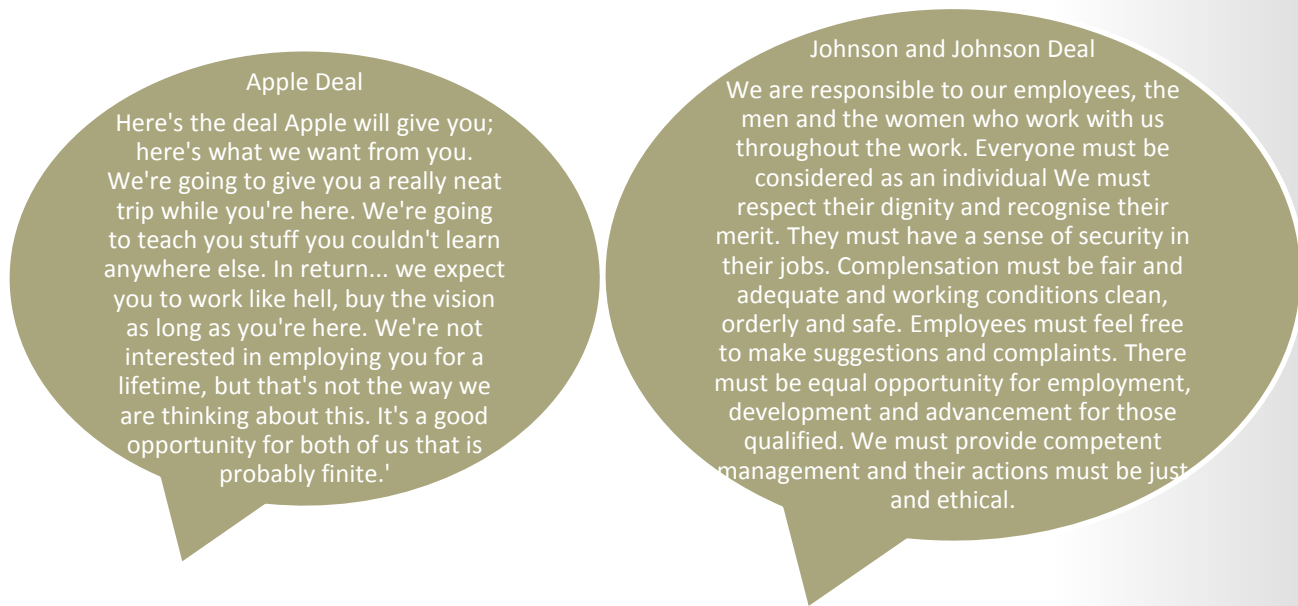 Apple Deal
Here's the deal Apple will give you;
here's what we want from you.
We're going to give you a really neat
trip while you're here. We're going
to teach you stuff you couldn't learn
anywhere else. In return... we expect
you to work like hell, buy the vision
as long as you're here. We're not
interested in employing you for a
lifetime, but that's not the way we
are thinking about this. It's a good
opportunity for both of us that is
probably finite.'
Johnson and Johnson Deal
We are responsible to our employees, the
men and the women who work with us
throughout the work. Everyone must be
considered as an individual We must
respect their dignity and recognise their
merit. They must have a sense of security in
their jobs. Complensation must be fair and
adequate and working conditions clean,
orderly and safe. Employees must feel free
to make suggestions and complaints. There
must be equal opportunity for employment,
development and advancement for those
qualified. We must provide competent
management and their actions must be just
and ethical.